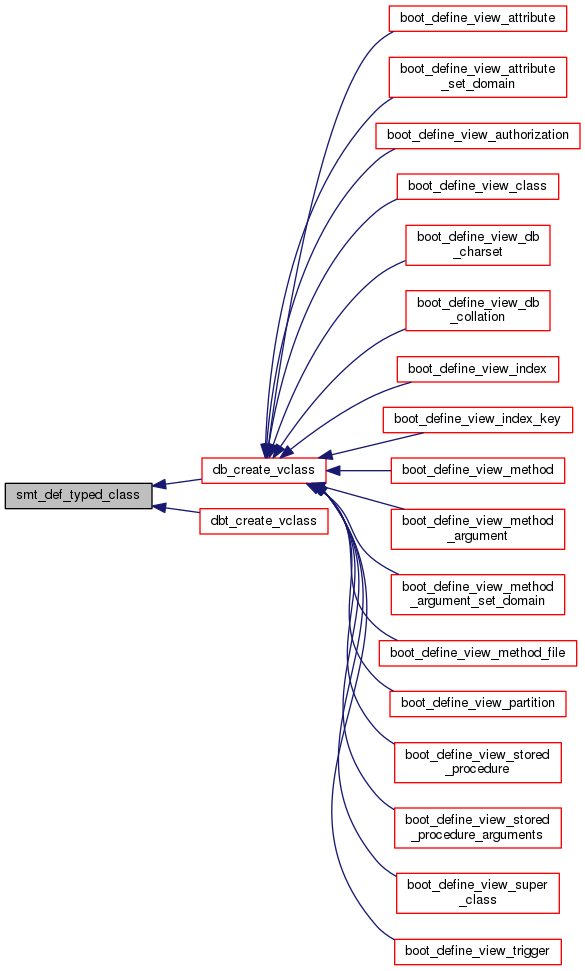 boot_define_view_attribute
boot_define_view_attribute
_set_domain
boot_define_view_authorization
boot_define_view_class
boot_define_view_db
_charset
boot_define_view_db
_collation
boot_define_view_index
boot_define_view_index_key
db_create_vclass
boot_define_view_method
smt_def_typed_class
dbt_create_vclass
boot_define_view_method
_argument
boot_define_view_method
_argument_set_domain
boot_define_view_method_file
boot_define_view_partition
boot_define_view_stored
_procedure
boot_define_view_stored
_procedure_arguments
boot_define_view_super
_class
boot_define_view_trigger